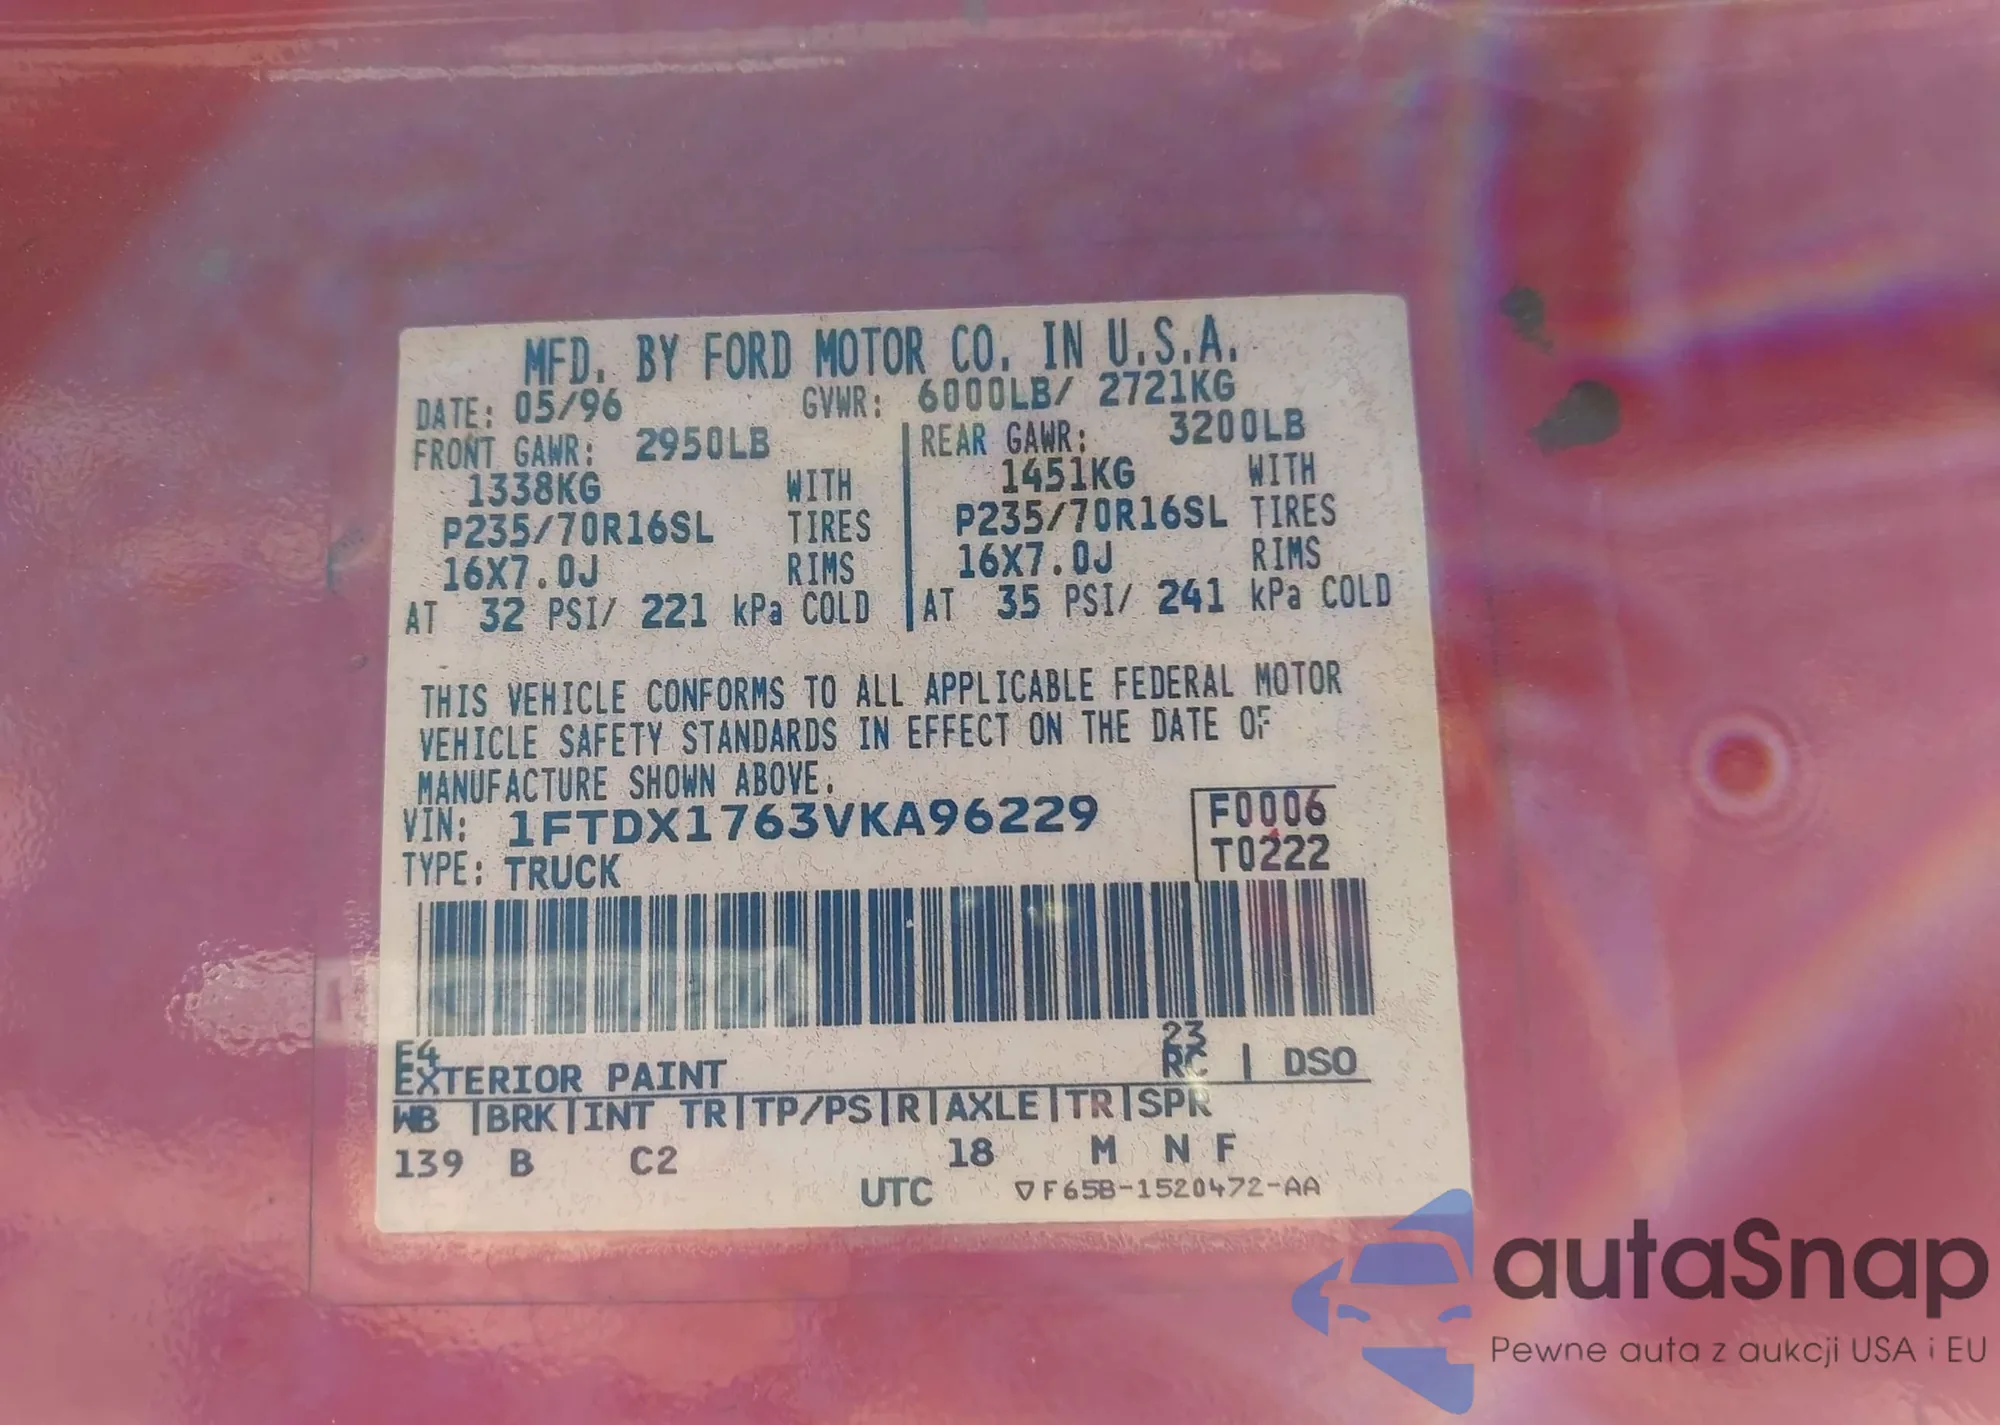 MFD. BY FORD MOTOR CO. IN U.S.A.
DATE: 05/96 GVWR: 6000LB/ 2721KG
FRONT GAWR: 2950LB REAR GAWR: 3200LB
1338KG WITH 1451KG WITH
P235/70R16SL TIRES P235/70R16SL TIRES
16X7.0J RIMS 16X7.0J RIMS
AT 32 PSI/ 221 kPa COLD AT 35 PSI/ 241 kPa COLD
THIS VEHICLE CONFORMS TO ALL APPLICABLE FEDERAL MOTOR
VEHICLE SAFETY STANDARDS IN EFFECT ON THE DATE OF
MANUFACTURE SHOWN ABOVE.
VIN: 1FTDX1763VKA96229 F0006
TYPE: TRUCK T0222
E4 23
EXTERIOR PAINT RC | DSO
WB |BRK|INT TR|TP/PS|R|AXLE|TR|SPR
139 B C2 18 M N F
UTC ▽F65B-1520472-AA
autaSnap
Pewne auta z aukcji USA i EU